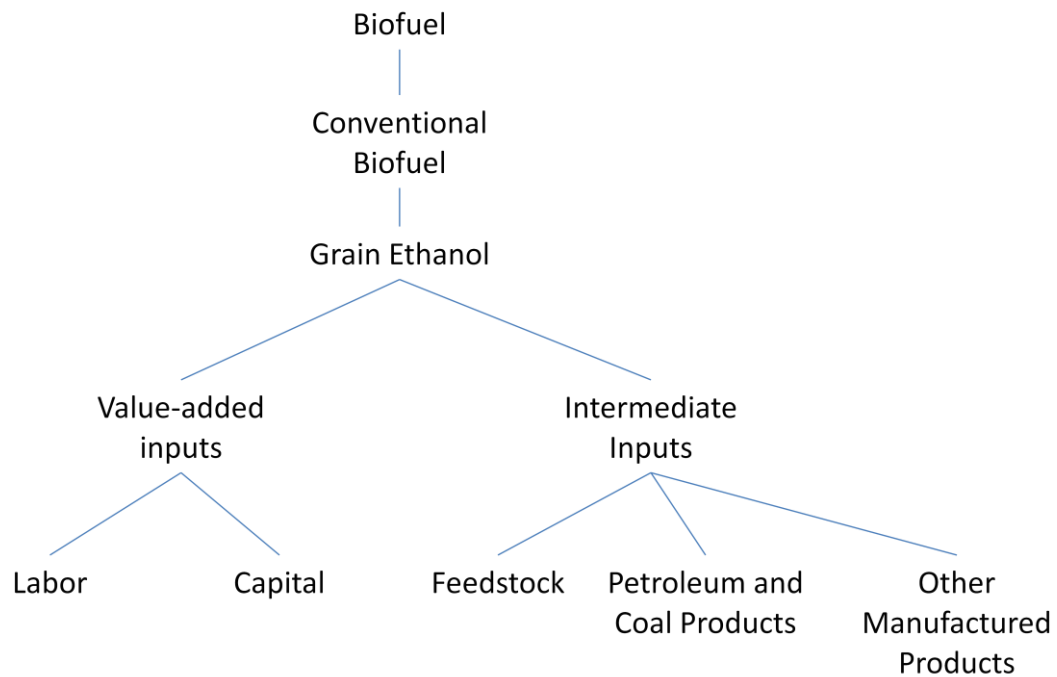 Biofuel
Conventional
Biofuel
Grain Ethanol
Value-added
inputs
Intermediate
Inputs
Labor
Capital
Feedstock
Petroleum and
Coal Products
Other
Manufactured
Products